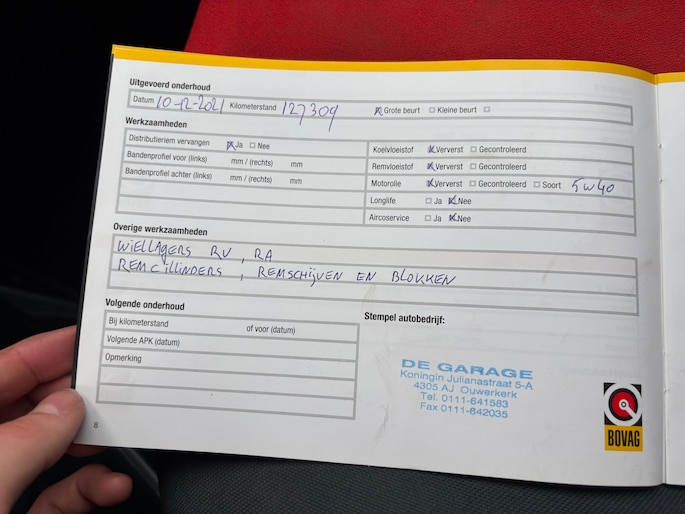 Uitgevoerd onderhoud
Datum 10-12-2021 Kilometerstand 127309 Grote beurt Kleine beurt
Werkzaamheden
Distributieriem vervangen Ja Nee
Bandenprofiel voor (links) mm / (rechts) mm
Bandenprofiel achter (links) mm / (rechts) mm
Koelvloeistof Ververst Gecontroleerd
Remvloeistof Ververst Gecontroleerd
Motorolie Ververst Gecontroleerd Soort 5W40
Longlife Ja Nee
Aircoservice Ja Nee
Overige werkzaamheden
WIELLAGERS RV, RA
REMCILLINDERS, REMSCHIJVEN EN BLOKKEN
Volgende onderhoud
Bij kilometerstand of voor (datum)
Volgende APK (datum)
Opmerking
Stempel autobedrijf:
DE GARAGE
Koningin Julianastraat 5-A
4305 AJ Ouwerkerk
Tel. 0111-641583
Fax 0111-642035
BOVAG
8